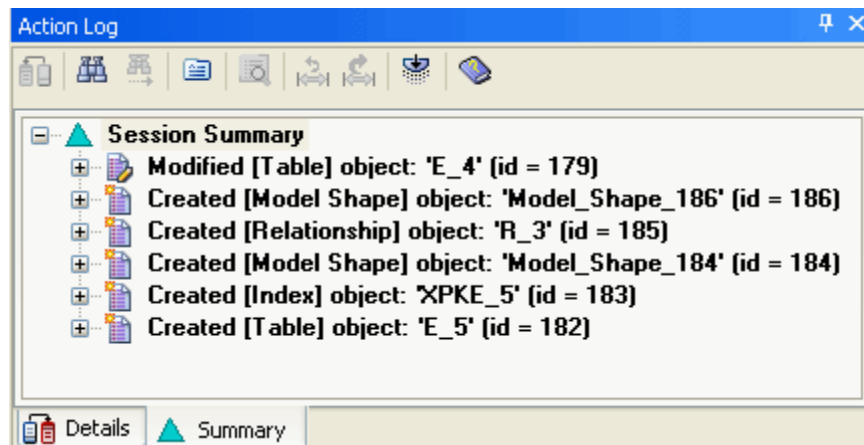 Action Log
Session Summary
Modified [Table] object: 'E_4' (id = 179)
Created [Model Shape] object: 'Model_Shape_186' (id = 186)
Created [Relationship] object: 'R_3' (id = 185)
Created [Model Shape] object: 'Model_Shape_184' (id = 184)
Created [Index] object: 'XPKE_5' (id = 183)
Created [Table] object: 'E_5' (id = 182)
Details Summary